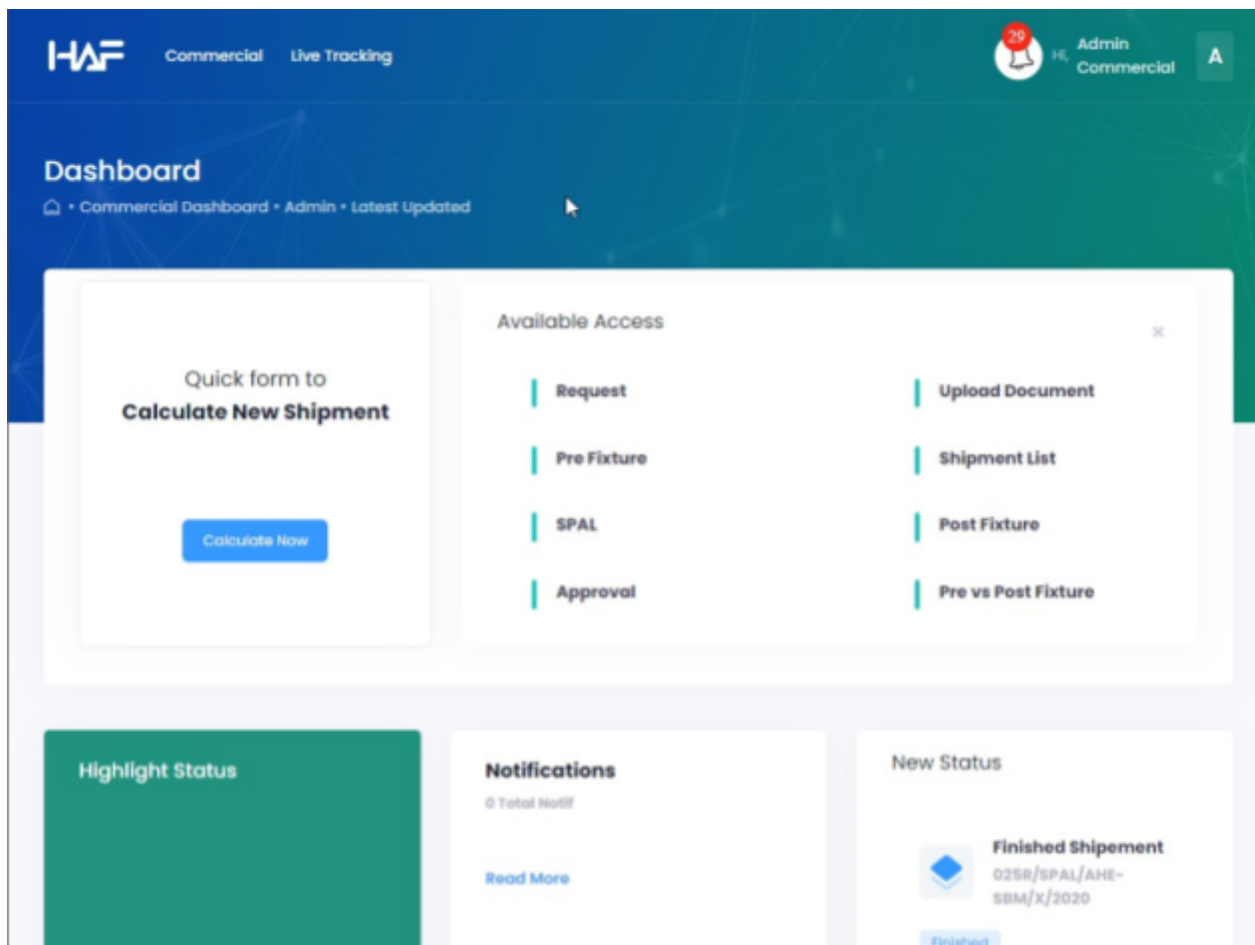 HAF
Commercial Live Tracking
29
Hi, Admin
Commercial
A
Dashboard
• Commercial Dashboard • Admin • Latest Updated
Quick form to
Calculate New Shipment
Calculate Now
Available Access
×
Request
Upload Document
Pre Fixture
Shipment List
SPAL
Post Fixture
Approval
Pre vs Post Fixture
Highlight Status
Notifications
0 Total Notif
Read More
New Status
Finished Shipement
025R/SPAL/AHE-
SBM/X/2020
Finished